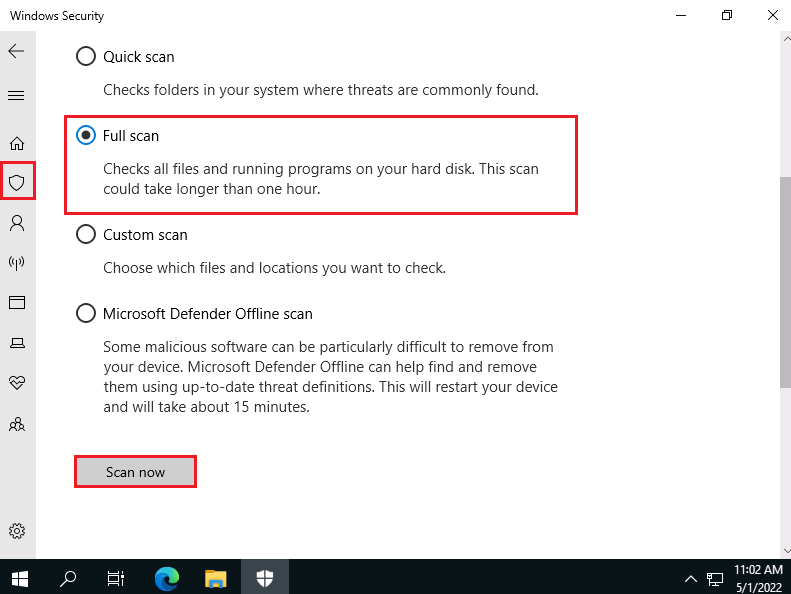 Windows Security
Quick scan
Checks folders in your system where threats are commonly found.
Full scan
Checks all files and running programs on your hard disk. This scan
could take longer than one hour.
Custom scan
Choose which files and locations you want to check.
Microsoft Defender Offline scan
Some malicious software can be particularly difficult to remove from
your device. Microsoft Defender Offline can help find and remove
them using up-to-date threat definitions. This will restart your device
and will take about 15 minutes.
Scan now
11:02 AM
5/1/2022